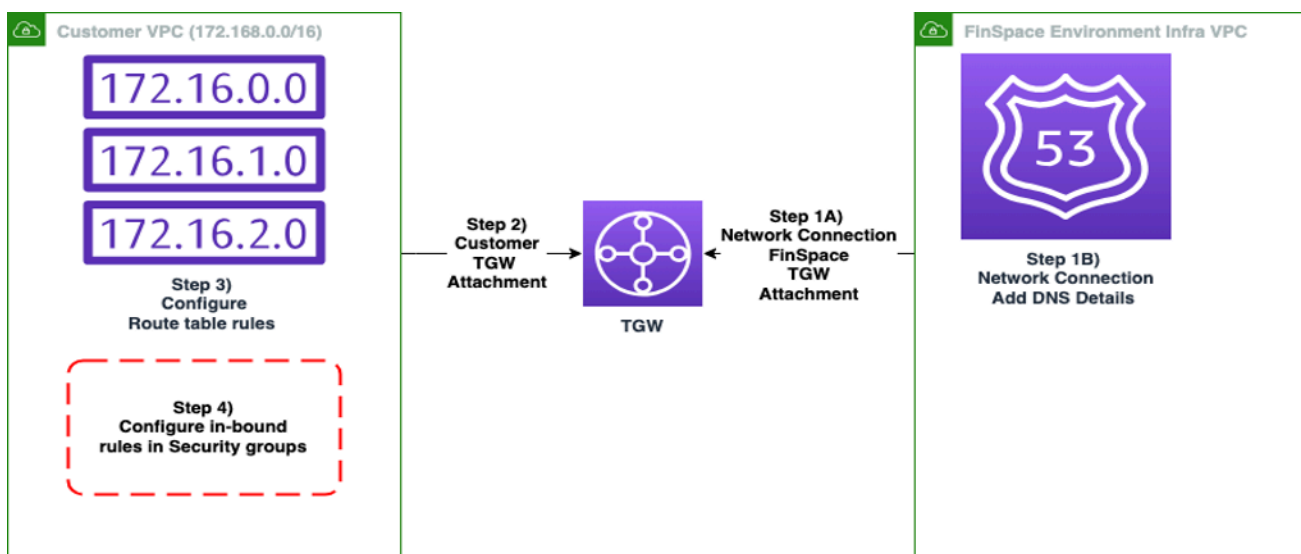 Customer VPC (172.168.0.0/16)
172.16.0.0
172.16.1.0
172.16.2.0
Step 3)
Configure
Route table rules
Step 4)
Configure in-bound
rules in Security groups
Step 2)
Customer
TGW
Attachment
TGW
Step 1A)
Network Connection
FinSpace
TGW
Attachment
FinSpace Environment Infra VPC
53
Step 1B)
Network Connection
Add DNS Details